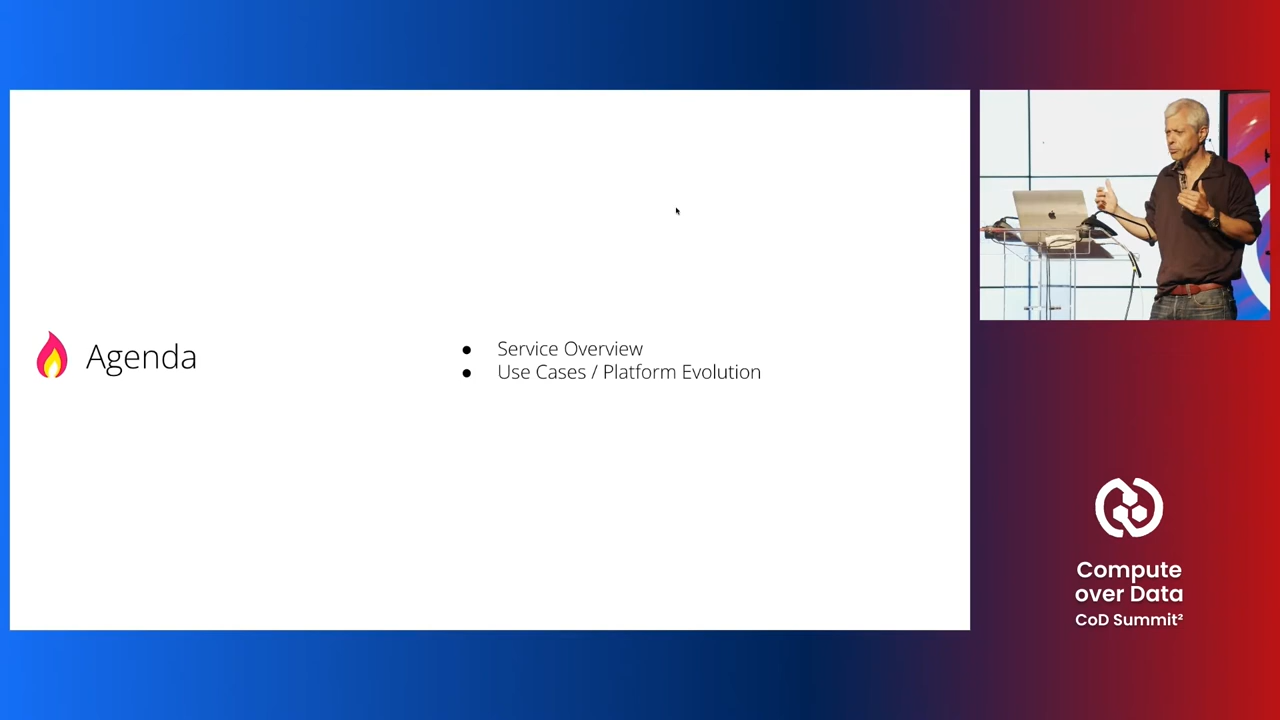 Agenda
● Service Overview
● Use Cases / Platform Evolution
Compute
over Data
CoD Summit²